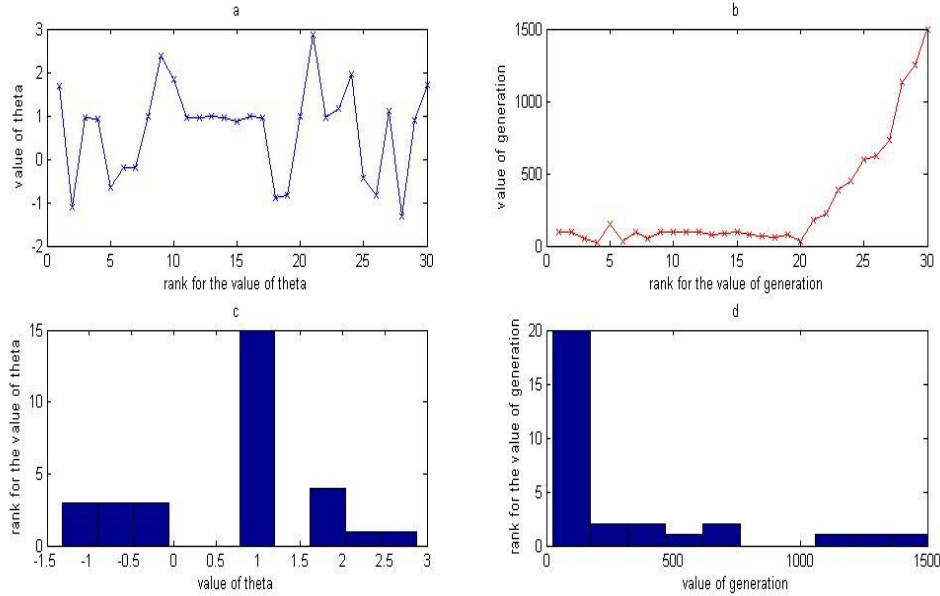 a
3
2
1
0
-1
-2
value of theta
0 5 10 15 20 25 30
rank for the value of theta
b
1500
1000
500
0
value of generation
0 5 10 15 20 25 30
rank for the value of generation
c
15
10
5
0
rank for the value of theta
-1.5 -1 -0.5 0 0.5 1 1.5 2 2.5 3
value of theta
d
20
15
10
5
0
rank for the value of generation
0 500 1000 1500
value of generation